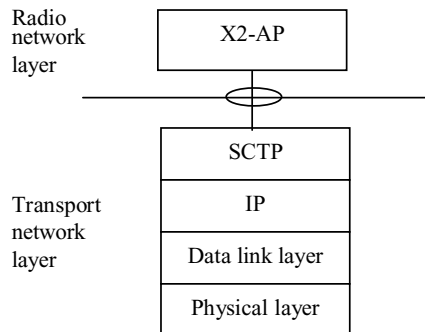 Radio
network
layer
X2-AP
SCTP
IP
Transport
network
layer
Data link layer
Physical layer